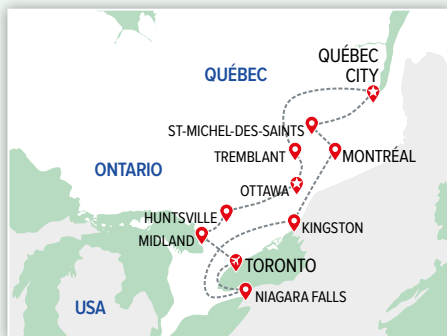 QUÉBEC
CITY
QUÉBEC
ST-MICHEL-DES-SAINTS
TREMBLANT
MONTRÉAL
ONTARIO
OTTAWA
HUNTSVILLE
KINGSTON
MIDLAND
TORONTO
NIAGARA FALLS
USA